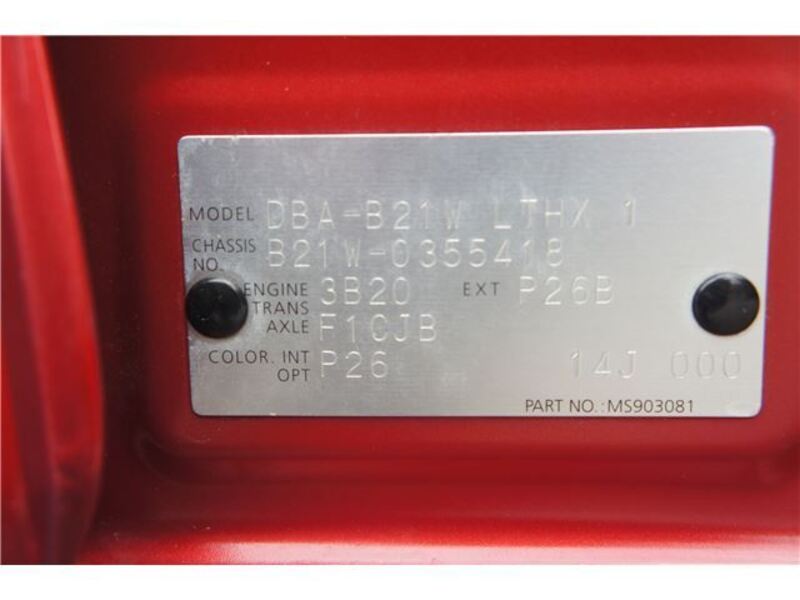 MODEL DBA-B21W LTHX 1
CHASSIS NO. B21W-0355418
ENGINE 3B20 EXT P26B
TRANS AXLE F1CJB
COLOR. INT P26 14J 000
OPT
PART NO.:MS903081